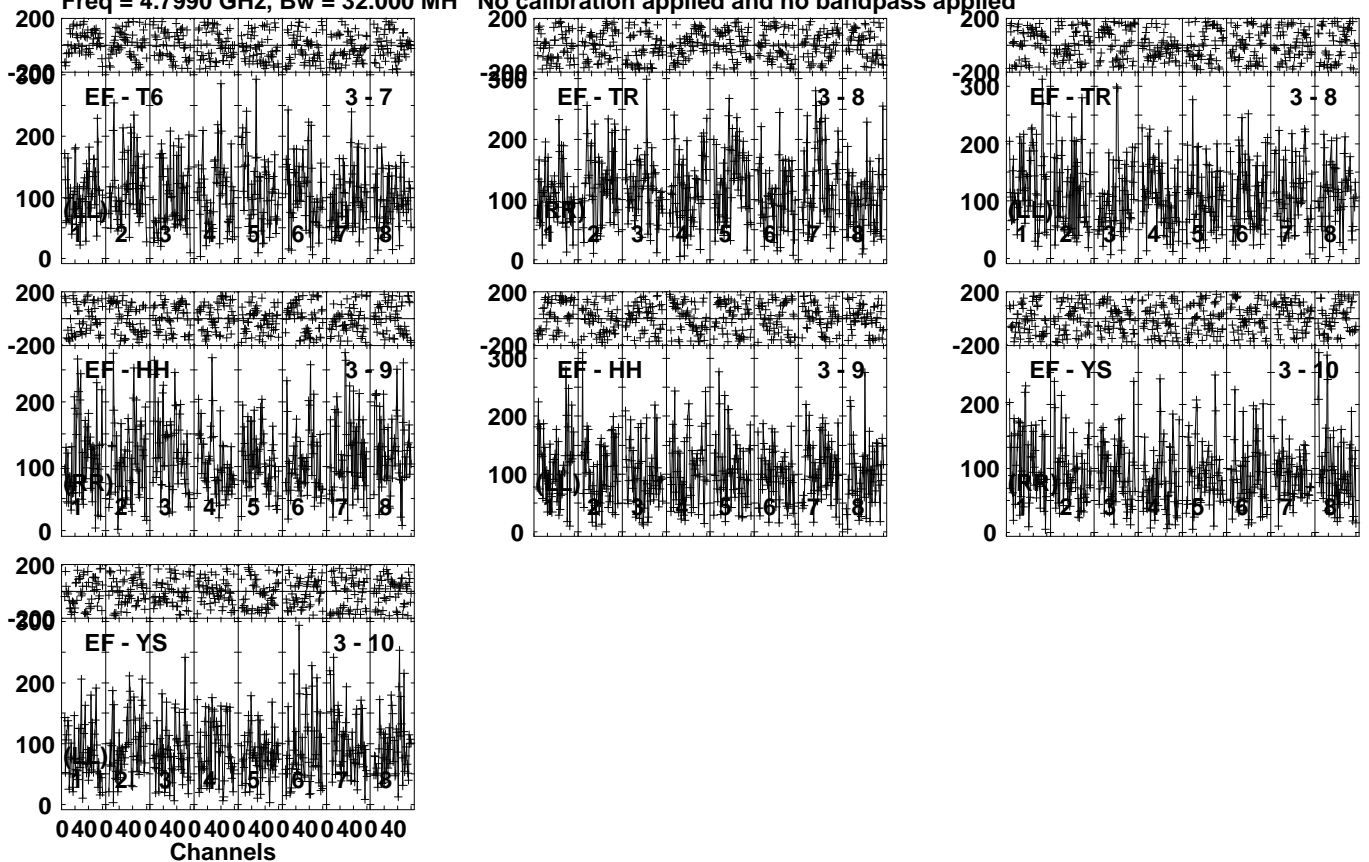 Freq = 4.7990 GHz, Bw = 32.000 MH No calibration applied and no bandpass applied
200 200 200
-200 -200 -200
300 300 300
EF - T6 3 - 7 EF - TR 3 - 8 EF - TR 3 - 8
200 200 200
100 100 100
(LL) (RR) (LL)
1 2 3 4 5 6 7 8 1 2 3 4 5 6 7 8 1 2 3 4 5 6 7 8
0 0 0
200 200 200
-200 -200 -200
300
EF - HH 3 - 9 EF - HH 3 - 9 EF - YS 3 - 10
200 200 200
100 100 100
(RR) (LL) (RR)
1 2 3 4 5 6 7 8 1 2 3 4 5 6 7 8 1 2 3 4 5 6 7 8
0 0 0
200
-200
300
EF - YS 3 - 10
200
100
(LL)
1 2 3 4 5 6 7 8
0
0 40 0 40 0 40 0 40 0 40 0 40 0 40 0 40
Channels